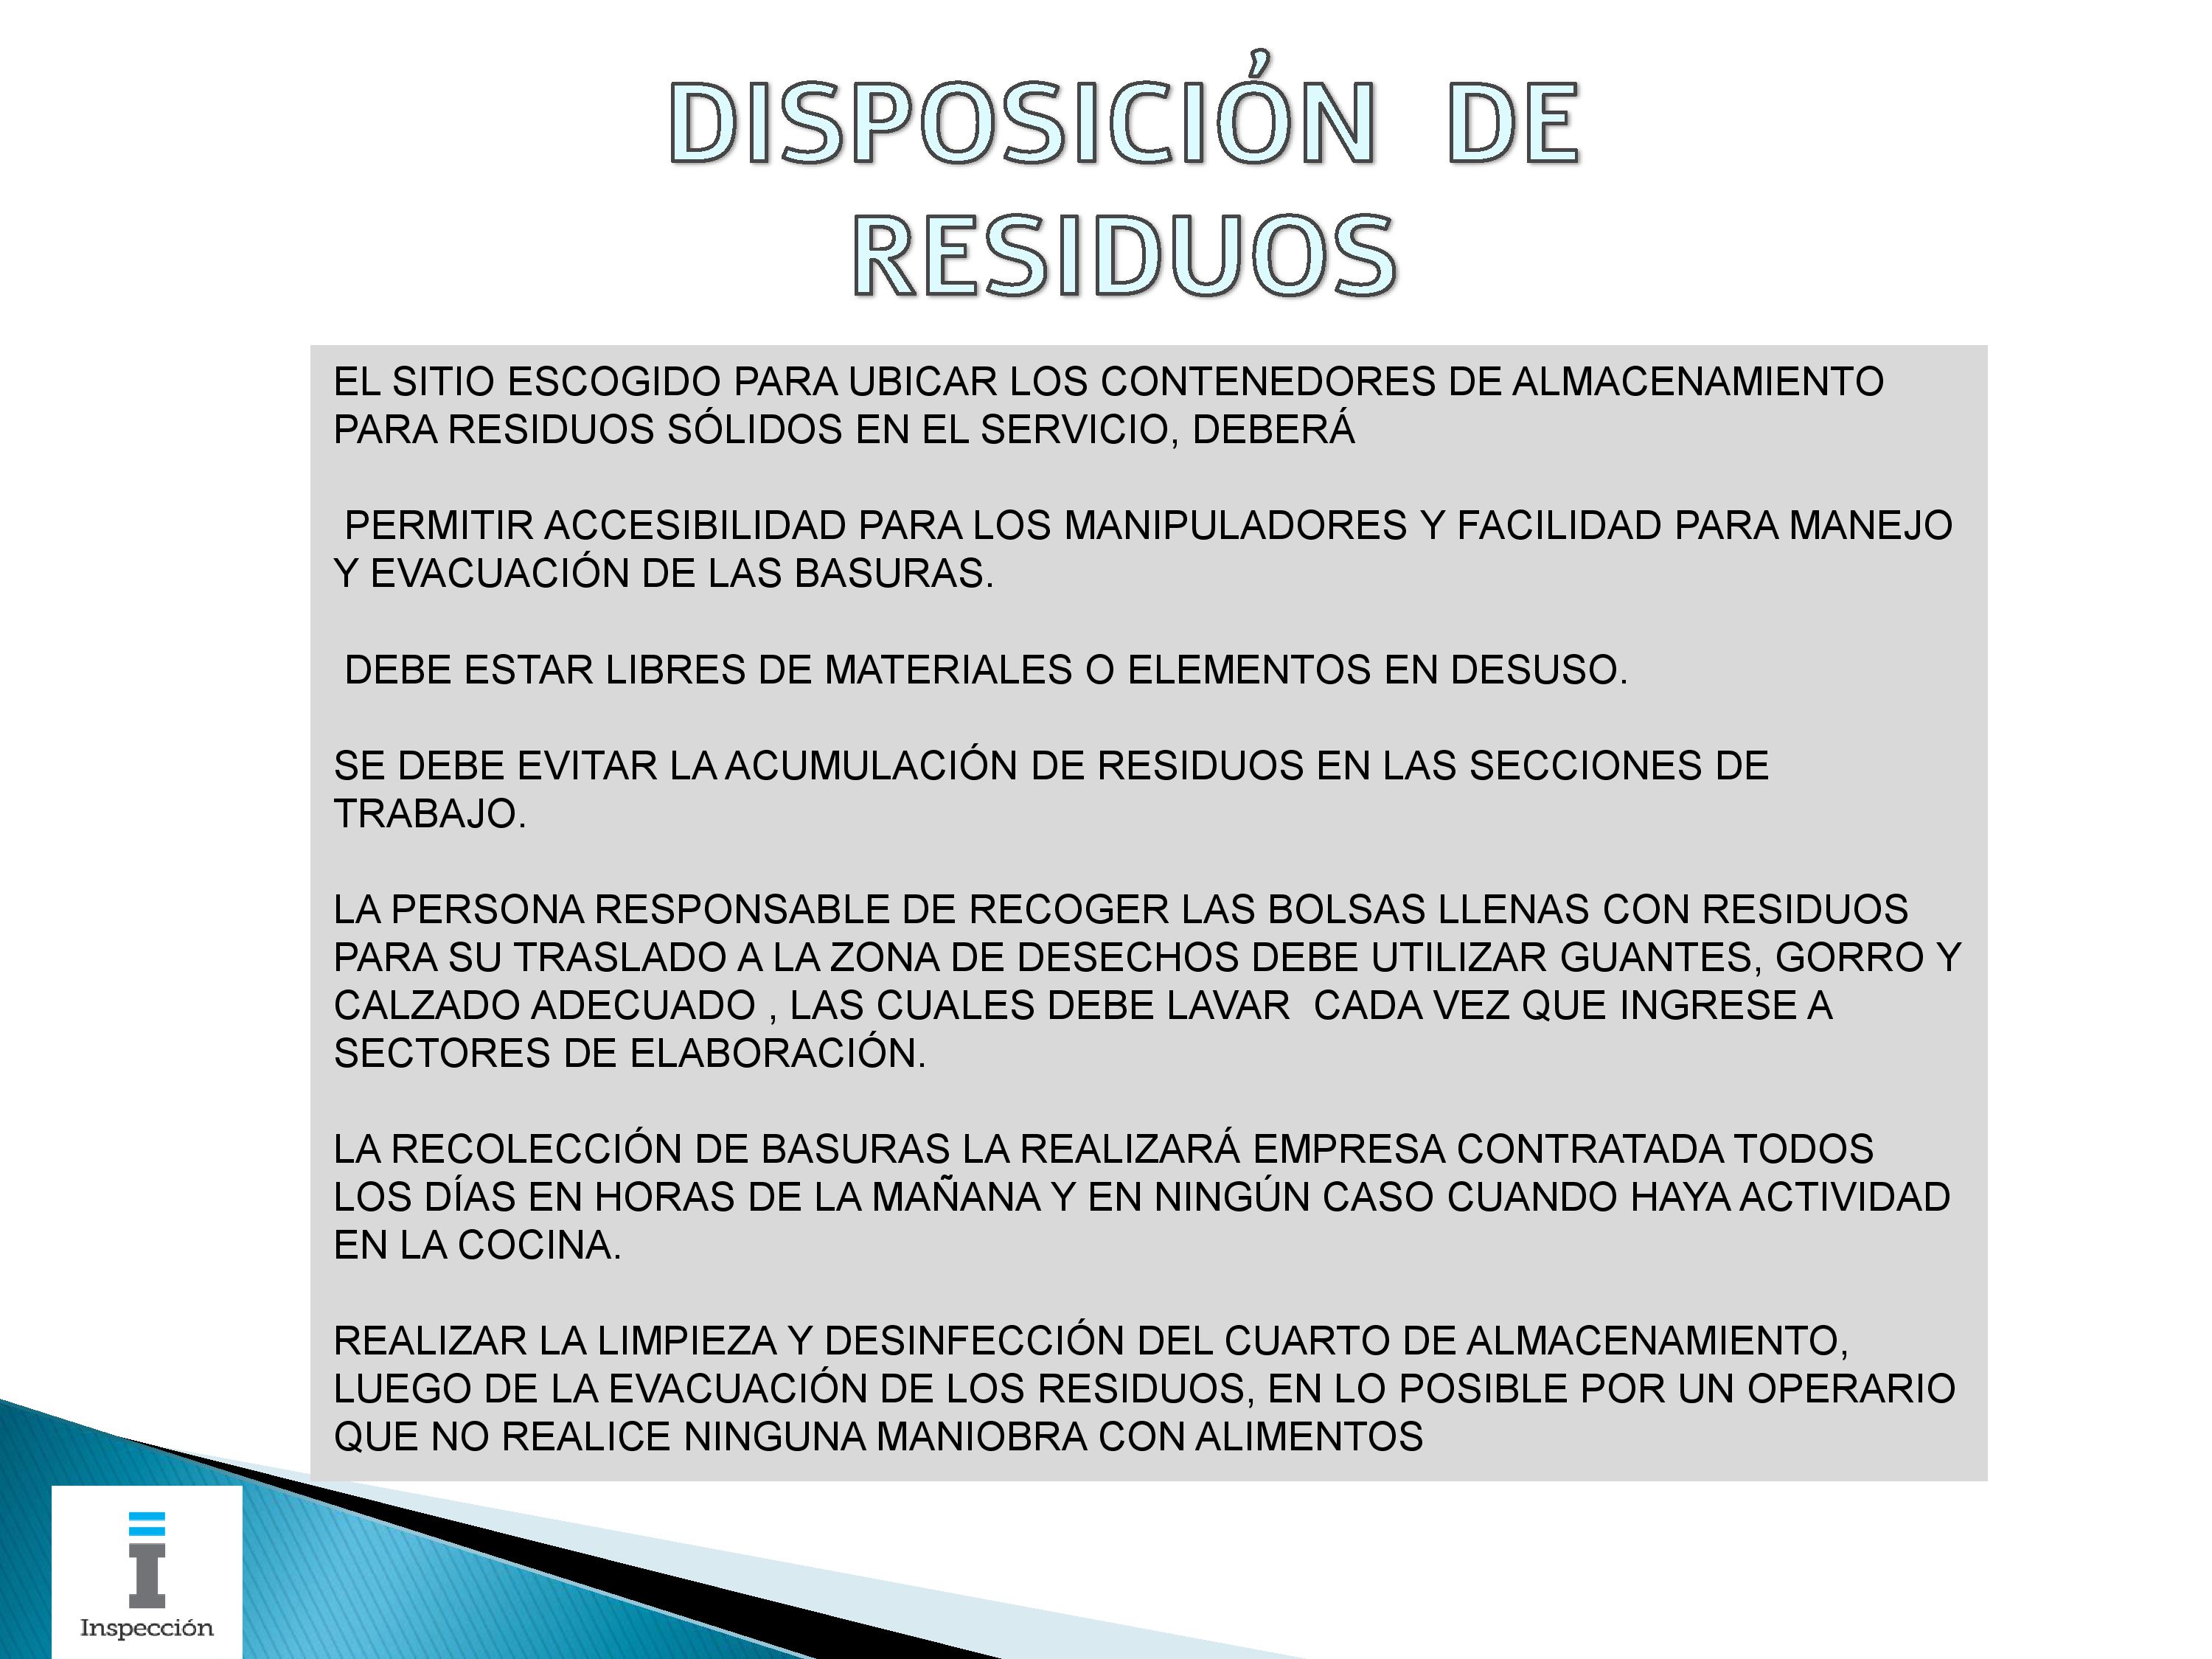 DISPOSICIÓN DE
RESIDUOS
EL SITIO ESCOGIDO PARA UBICAR LOS CONTENEDORES DE ALMACENAMIENTO
PARA RESIDUOS SÓLIDOS EN EL SERVICIO, DEBERÁ
PERMITIR ACCESIBILIDAD PARA LOS MANIPULADORES Y FACILIDAD PARA MANEJO
Y EVACUACIÓN DE LAS BASURAS.
DEBE ESTAR LIBRES DE MATERIALES O ELEMENTOS EN DESUSO.
SE DEBE EVITAR LA ACUMULACIÓN DE RESIDUOS EN LAS SECCIONES DE
TRABAJO.
LA PERSONA RESPONSABLE DE RECOGER LAS BOLSAS LLENAS CON RESIDUOS
PARA SU TRASLADO A LA ZONA DE DESECHOS DEBE UTILIZAR GUANTES, GORRO Y
CALZADO ADECUADO , LAS CUALES DEBE LAVAR CADA VEZ QUE INGRESE A
SECTORES DE ELABORACIÓN.
LA RECOLECCIÓN DE BASURAS LA REALIZARÁ EMPRESA CONTRATADA TODOS
LOS DÍAS EN HORAS DE LA MAÑANA Y EN NINGÚN CASO CUANDO HAYA ACTIVIDAD
EN LA COCINA.
REALIZAR LA LIMPIEZA Y DESINFECCIÓN DEL CUARTO DE ALMACENAMIENTO,
LUEGO DE LA EVACUACIÓN DE LOS RESIDUOS, EN LO POSIBLE POR UN OPERARIO
QUE NO REALICE NINGUNA MANIOBRA CON ALIMENTOS
Inspección